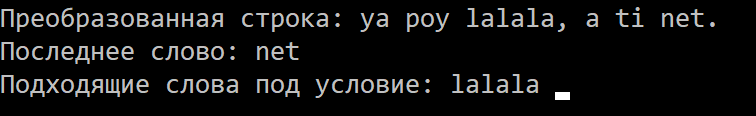 Преобразованная строка: ya poy lalala, a ti net.
Последнее слово: net
Подходящие слова под условие: lalala